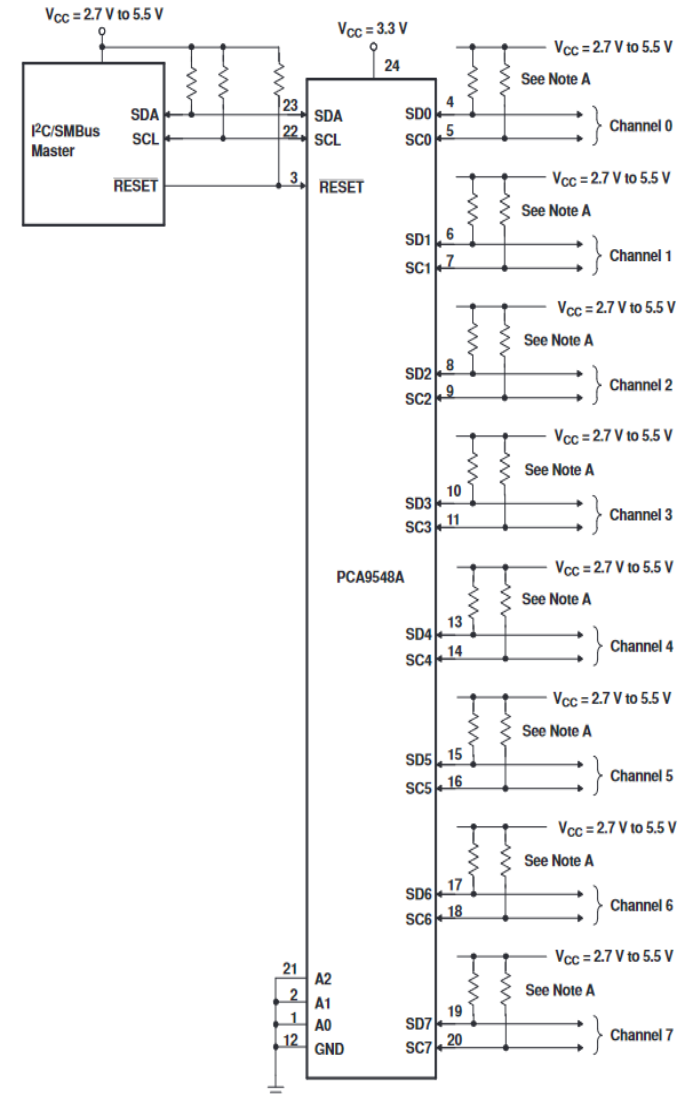 VCC = 2.7 V to 5.5 V
VCC = 3.3 V
24
I²C/SMBus
Master
SDA
SCL
RESET
23
22
3
SDA
SCL
RESET
PCA9548A
21
A2
2
A1
1
A0
12
GND
VCC = 2.7 V to 5.5 V
See Note A
SD0
4
SC0
5
Channel 0
VCC = 2.7 V to 5.5 V
See Note A
SD1
6
SC1
7
Channel 1
VCC = 2.7 V to 5.5 V
See Note A
SD2
8
SC2
9
Channel 2
VCC = 2.7 V to 5.5 V
See Note A
SD3
10
SC3
11
Channel 3
VCC = 2.7 V to 5.5 V
See Note A
SD4
13
SC4
14
Channel 4
VCC = 2.7 V to 5.5 V
See Note A
SD5
15
SC5
16
Channel 5
VCC = 2.7 V to 5.5 V
See Note A
SD6
17
SC6
18
Channel 6
VCC = 2.7 V to 5.5 V
See Note A
SD7
19
SC7
20
Channel 7